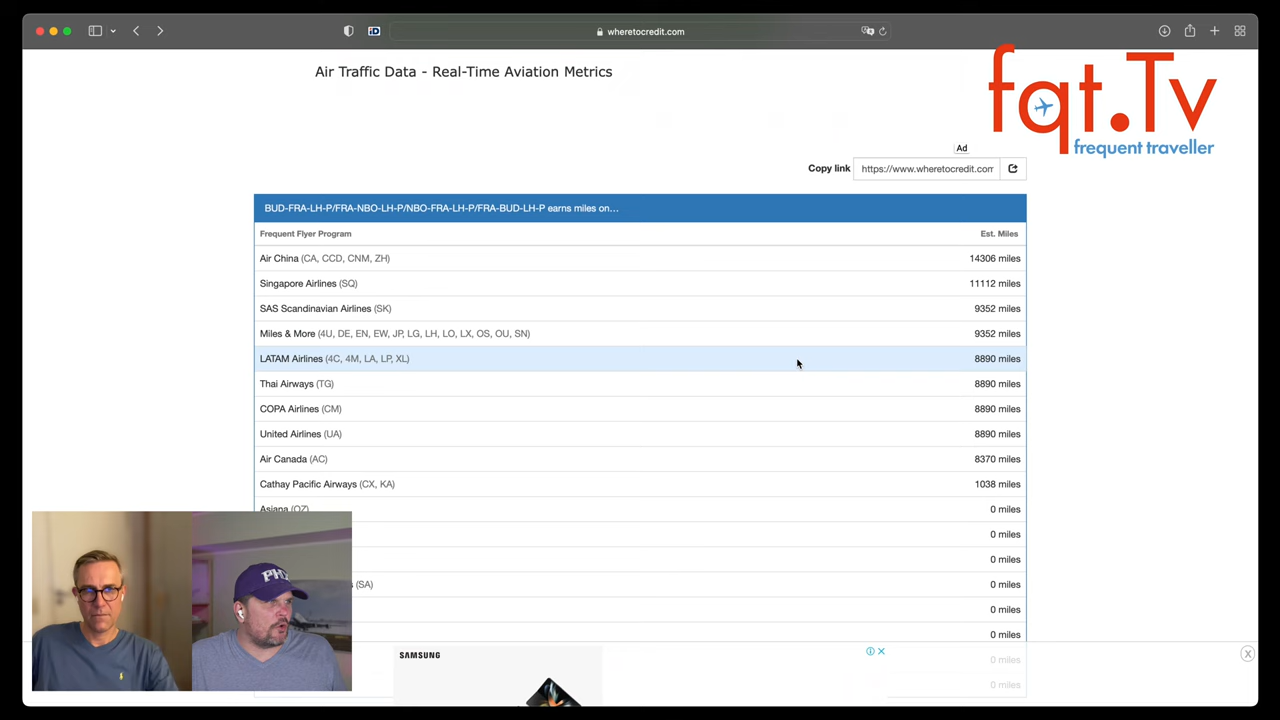 wheretocredit.com
Air Traffic Data - Real-Time Aviation Metrics
fqt.Tv
frequent traveller
Ad
Copy link https://www.wheretocredit.com
BUD-FRA-LH-P/FRA-NBO-LH-P/NBO-FRA-LH-P/FRA-BUD-LH-P earns miles on...
Frequent Flyer Program Est. Miles
Air China (CA, CCD, CNM, ZH) 14306 miles
Singapore Airlines (SQ) 11112 miles
SAS Scandinavian Airlines (SK) 9352 miles
Miles & More (4U, DE, EN, EW, JP, LG, LH, LO, LX, OS, OU, SN) 9352 miles
LATAM Airlines (4C, 4M, LA, LP, XL) 8890 miles
Thai Airways (TG) 8890 miles
COPA Airlines (CM) 8890 miles
United Airlines (UA) 8890 miles
Air Canada (AC) 8370 miles
Cathay Pacific Airways (CX, KA) 1038 miles
Asiana (OZ) 0 miles
0 miles
0 miles
(SA) 0 miles
0 miles
0 miles
0 miles
0 miles
SAMSUNG
X